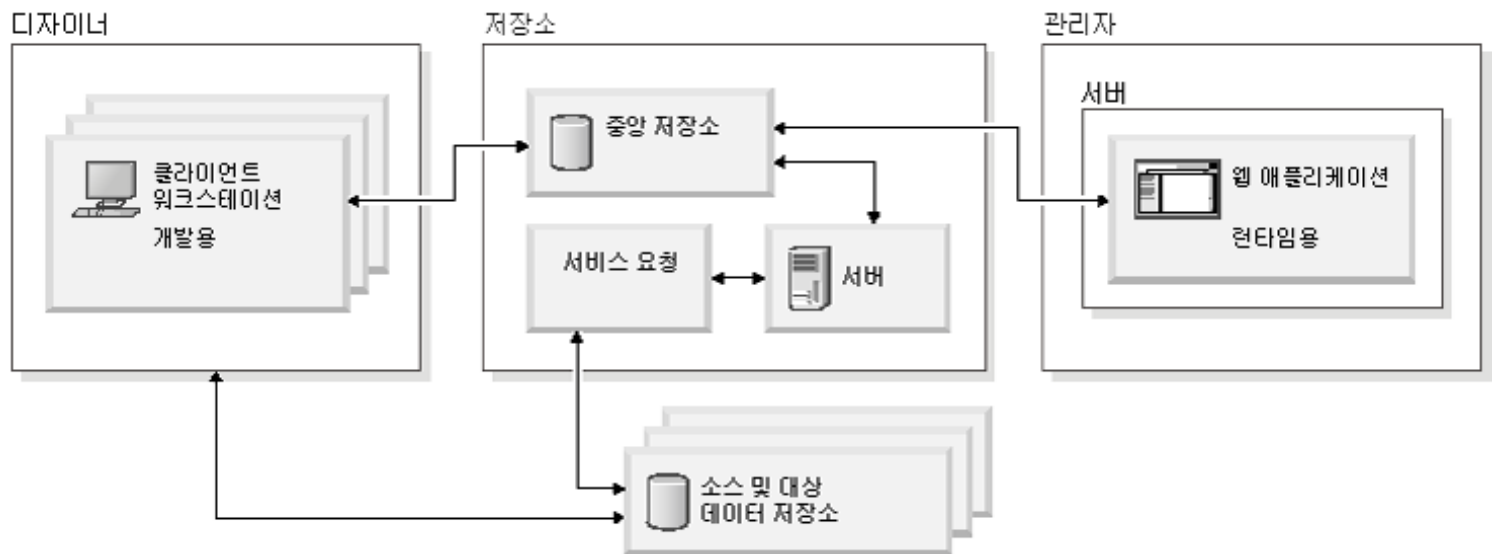 디자이너
클라이언트
워크스테이션
개발용
저장소
중앙 저장소
서비스 요청
서버
관리자
서버
웹 애플리케이션
런타임용
소스 및 대상
데이터 저장소